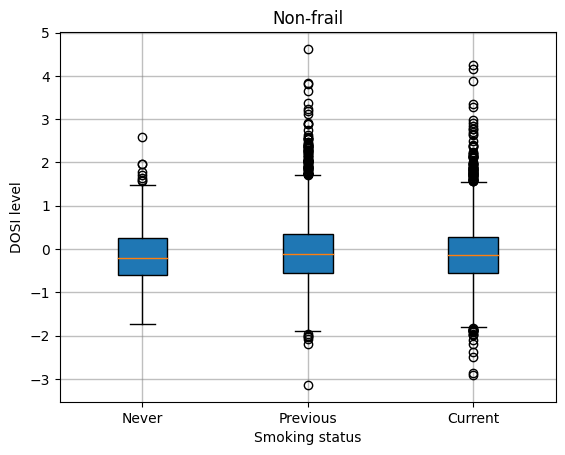 Non-frail
DOSI level
5
4
3
2
1
0
−1
−2
−3
Never Previous Current
Smoking status